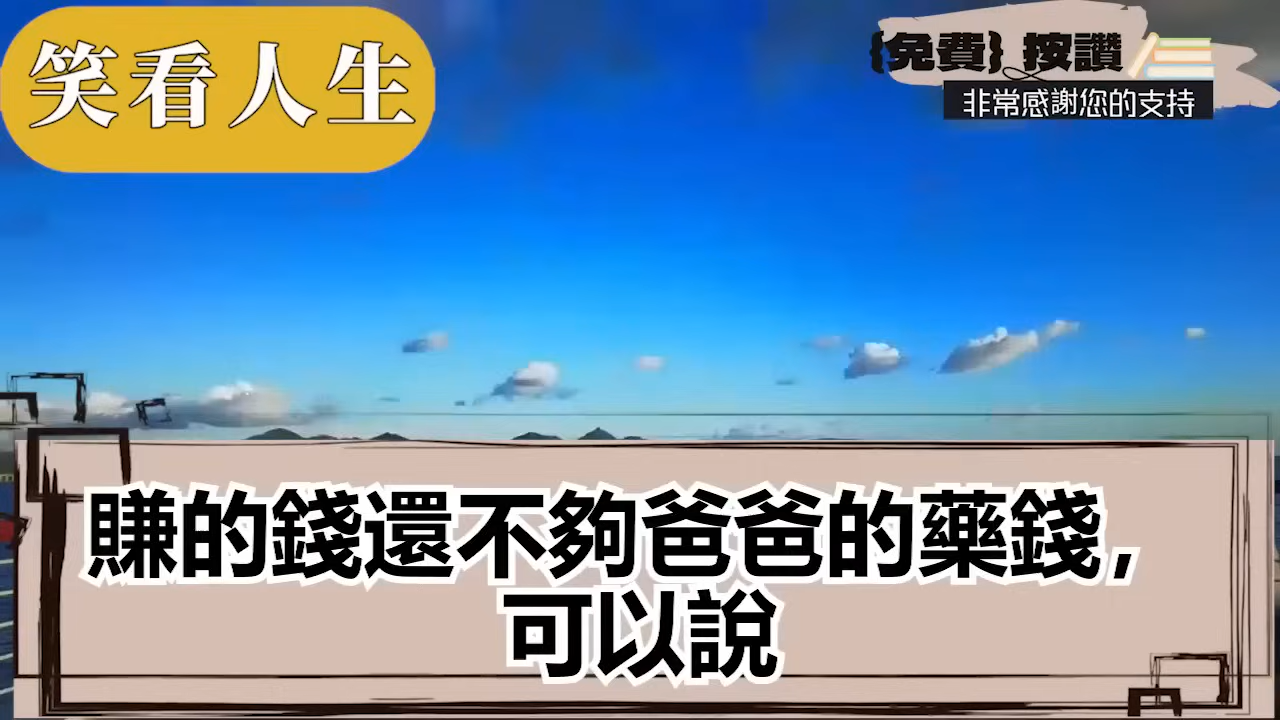 笑看人生
{免費} 按讚
非常感謝您的支持
賺的錢還不夠爸爸的藥錢,
可以說